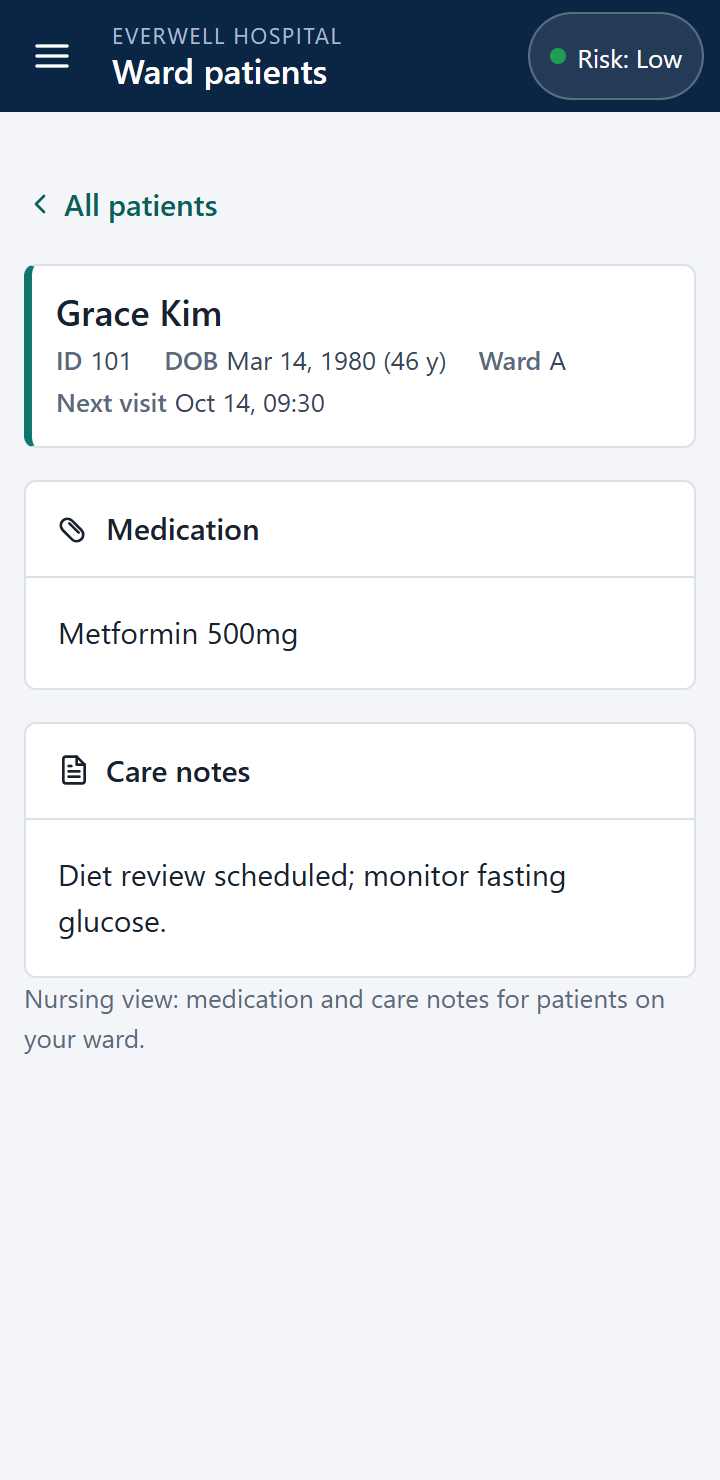 EVERWELL HOSPITAL
Ward patients
Risk: Low
All patients
Grace Kim
ID 101 DOB Mar 14, 1980 (46 y) Ward A
Next visit Oct 14, 09:30
Medication
Metformin 500mg
Care notes
Diet review scheduled; monitor fasting
glucose.
Nursing view: medication and care notes for patients on
your ward.